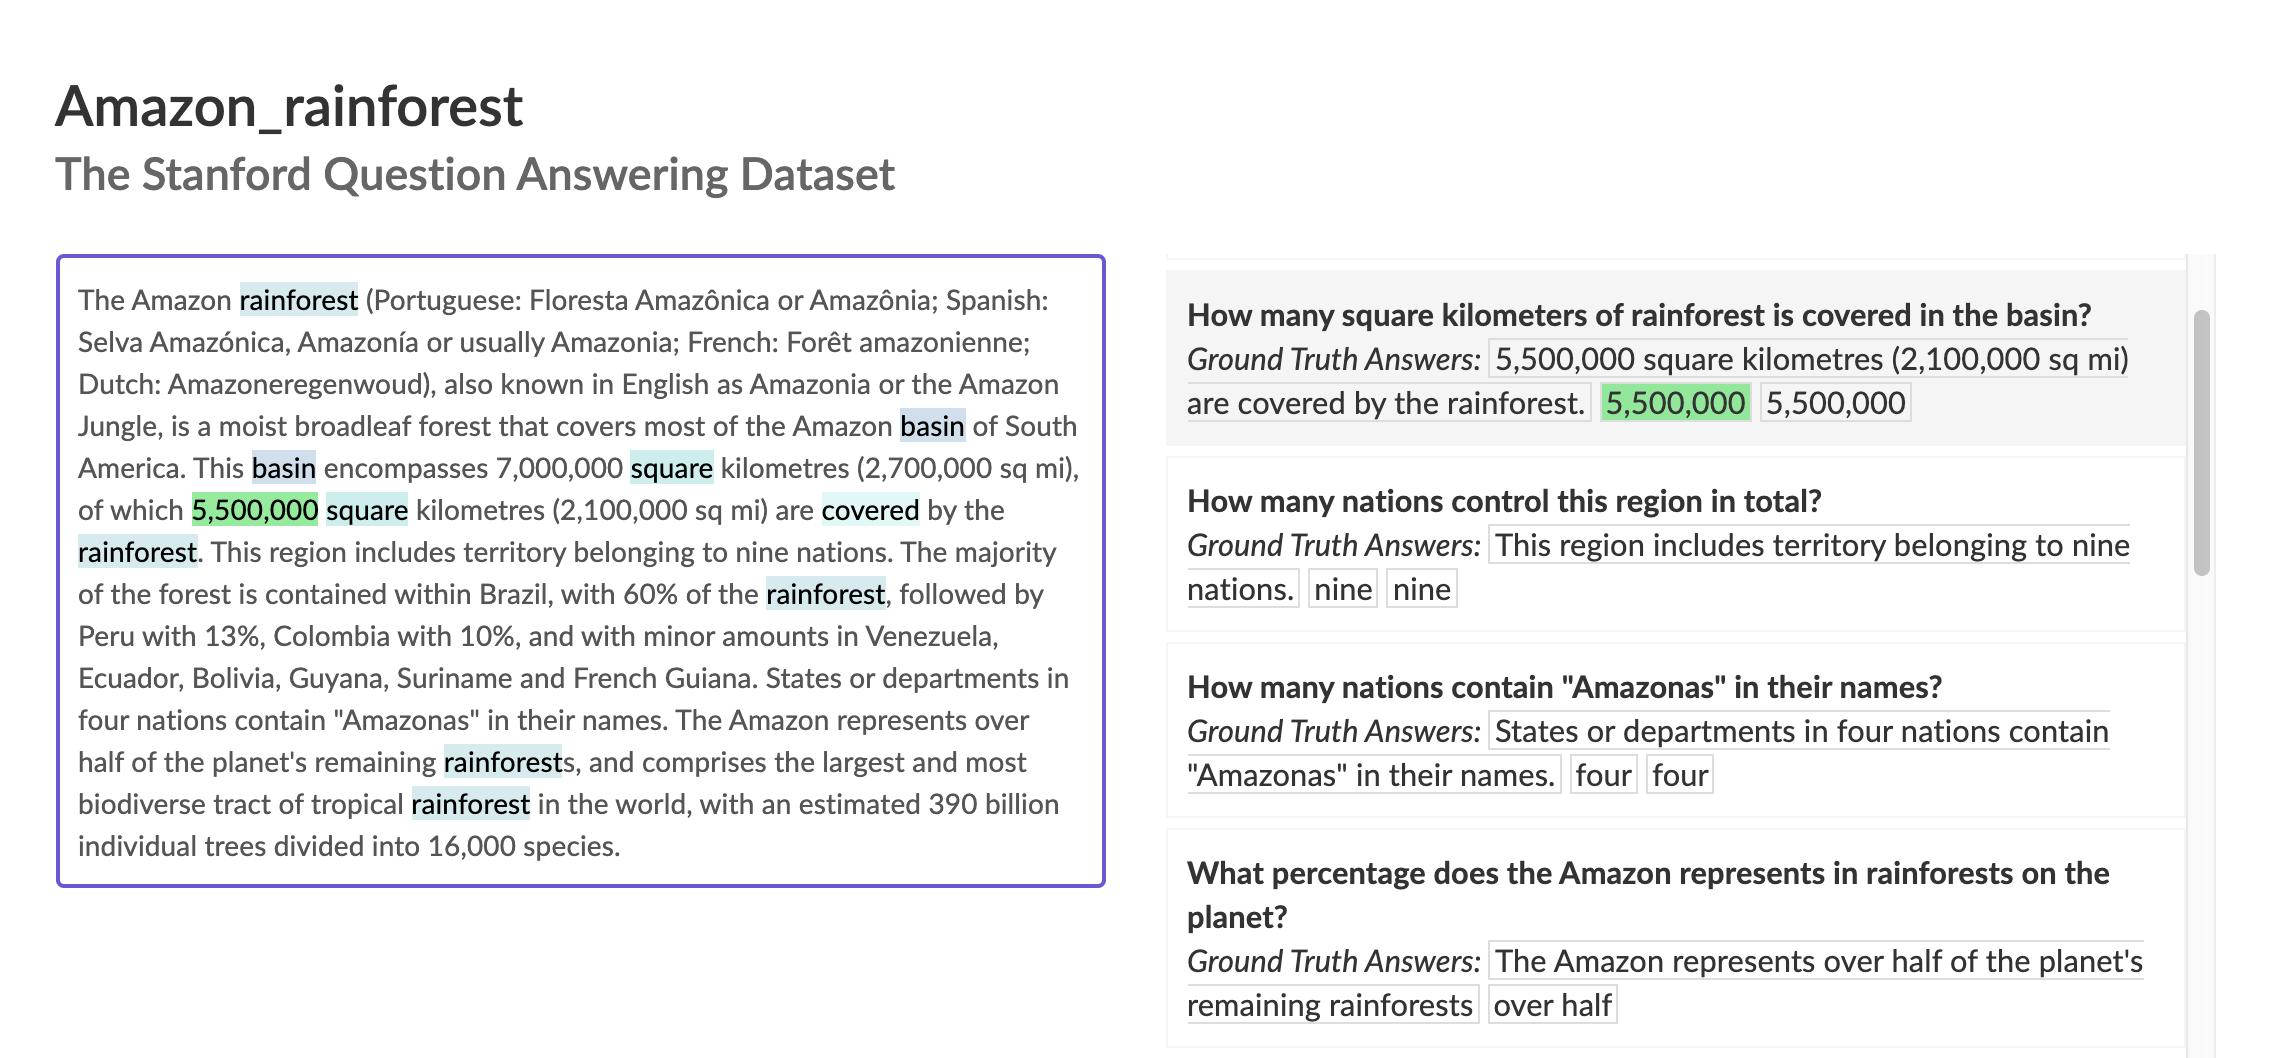 Amazon_rainforest
The Stanford Question Answering Dataset
The Amazon rainforest (Portuguese: Floresta Amazônica or Amazônia; Spanish:
Selva Amazónica, Amazonía or usually Amazonia; French: Forêt amazonienne;
Dutch: Amazoneregenwoud), also known in English as Amazonia or the Amazon
Jungle, is a moist broadleaf forest that covers most of the Amazon basin of South
America. This basin encompasses 7,000,000 square kilometres (2,700,000 sq mi),
of which 5,500,000 square kilometres (2,100,000 sq mi) are covered by the
rainforest. This region includes territory belonging to nine nations. The majority
of the forest is contained within Brazil, with 60% of the rainforest, followed by
Peru with 13%, Colombia with 10%, and with minor amounts in Venezuela,
Ecuador, Bolivia, Guyana, Suriname and French Guiana. States or departments in
four nations contain "Amazonas" in their names. The Amazon represents over
half of the planet's remaining rainforests, and comprises the largest and most
biodiverse tract of tropical rainforest in the world, with an estimated 390 billion
individual trees divided into 16,000 species.
How many square kilometers of rainforest is covered in the basin?
Ground Truth Answers: 5,500,000 square kilometres (2,100,000 sq mi)
are covered by the rainforest. 5,500,000 5,500,000
How many nations control this region in total?
Ground Truth Answers: This region includes territory belonging to nine
nations. nine nine
How many nations contain "Amazonas" in their names?
Ground Truth Answers: States or departments in four nations contain
"Amazonas" in their names. four four
What percentage does the Amazon represents in rainforests on the
planet?
Ground Truth Answers: The Amazon represents over half of the planet's
remaining rainforests over half